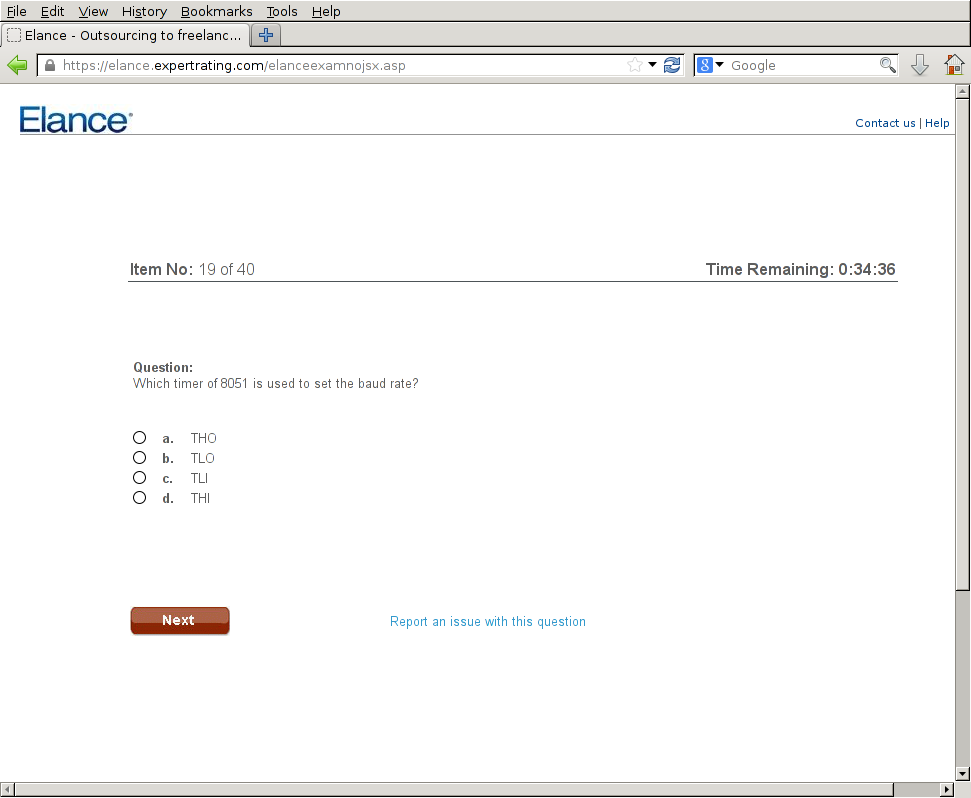 File Edit View History Bookmarks Tools Help
Elance - Outsourcing to freelanc...
https://elance.expertrating.com/elanceexamnojsx.asp
8 Google
Elance
Contact us | Help
Item No: 19 of 40
Time Remaining: 0:34:36
Question:
Which timer of 8051 is used to set the baud rate?
a. THO
b. TLO
c. TLI
d. THI
Next
Report an issue with this question